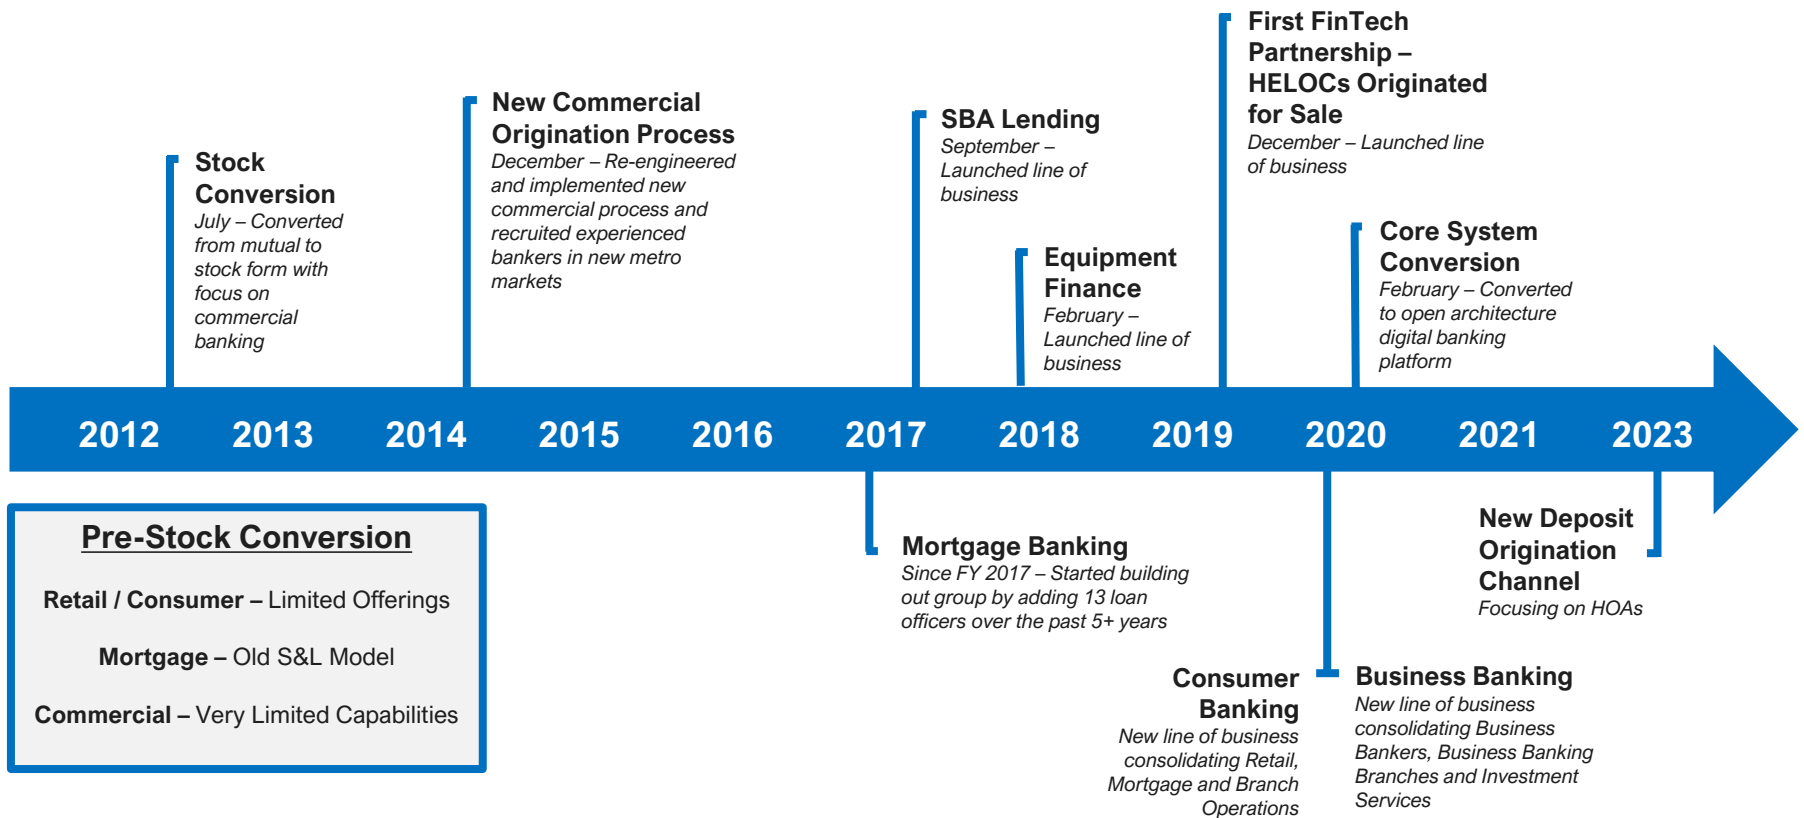 First FinTech
Partnership –
HELOCs Originated
for Sale
December – Launched line
of business
New Commercial
Origination Process
December – Re-engineered
and implemented new
commercial process and
recruited experienced
bankers in new metro
markets
SBA Lending
September –
Launched line of
business
Stock
Conversion
July – Converted
from mutual to
stock form with
focus on
commercial
banking
Equipment
Finance
February –
Launched line of
business
Core System
Conversion
February – Converted
to open architecture
digital banking
platform
2012 2013 2014 2015 2016 2017 2018 2019 2020 2021 2023
Pre-Stock Conversion
Retail / Consumer – Limited Offerings
Mortgage – Old S&L Model
Commercial – Very Limited Capabilities
Mortgage Banking
Since FY 2017 – Started building
out group by adding 13 loan
officers over the past 5+ years
New Deposit
Origination
Channel
Focusing on HOAs
Consumer
Banking
New line of business
consolidating Retail,
Mortgage and Branch
Operations
Business Banking
New line of business
consolidating Business
Bankers, Business Banking
Branches and Investment
Services